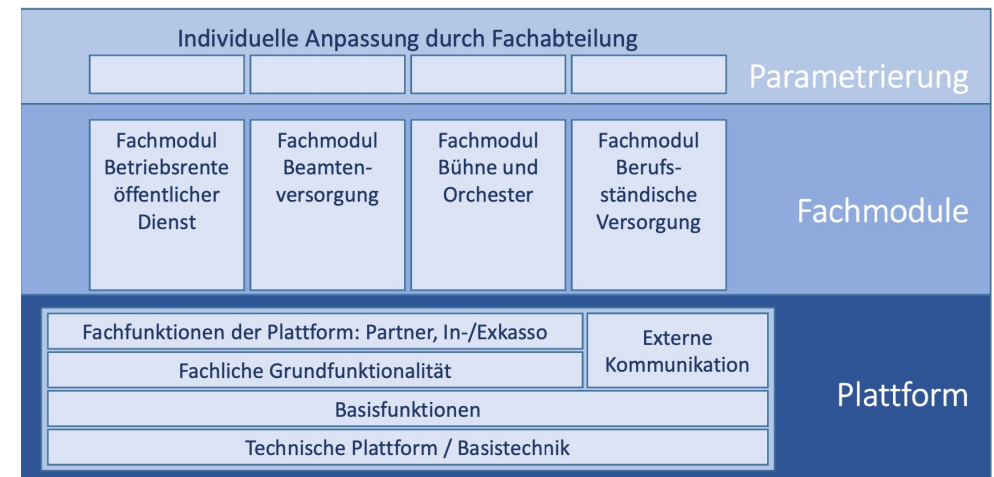 Individuelle Anpassung durch Fachabteilung
Parametrierung
Fachmodul
Betriebsrente
öffentlicher
Dienst
Fachmodul
Beamten-
versorgung
Fachmodul
Bühne und
Orchester
Fachmodul
Berufs-
ständische
Versorgung
Fachmodule
Fachfunktionen der Plattform: Partner, In-/Exkasso
Fachliche Grundfunktionalität
Externe
Kommunikation
Basisfunktionen
Technische Plattform / Basistechnik
Plattform